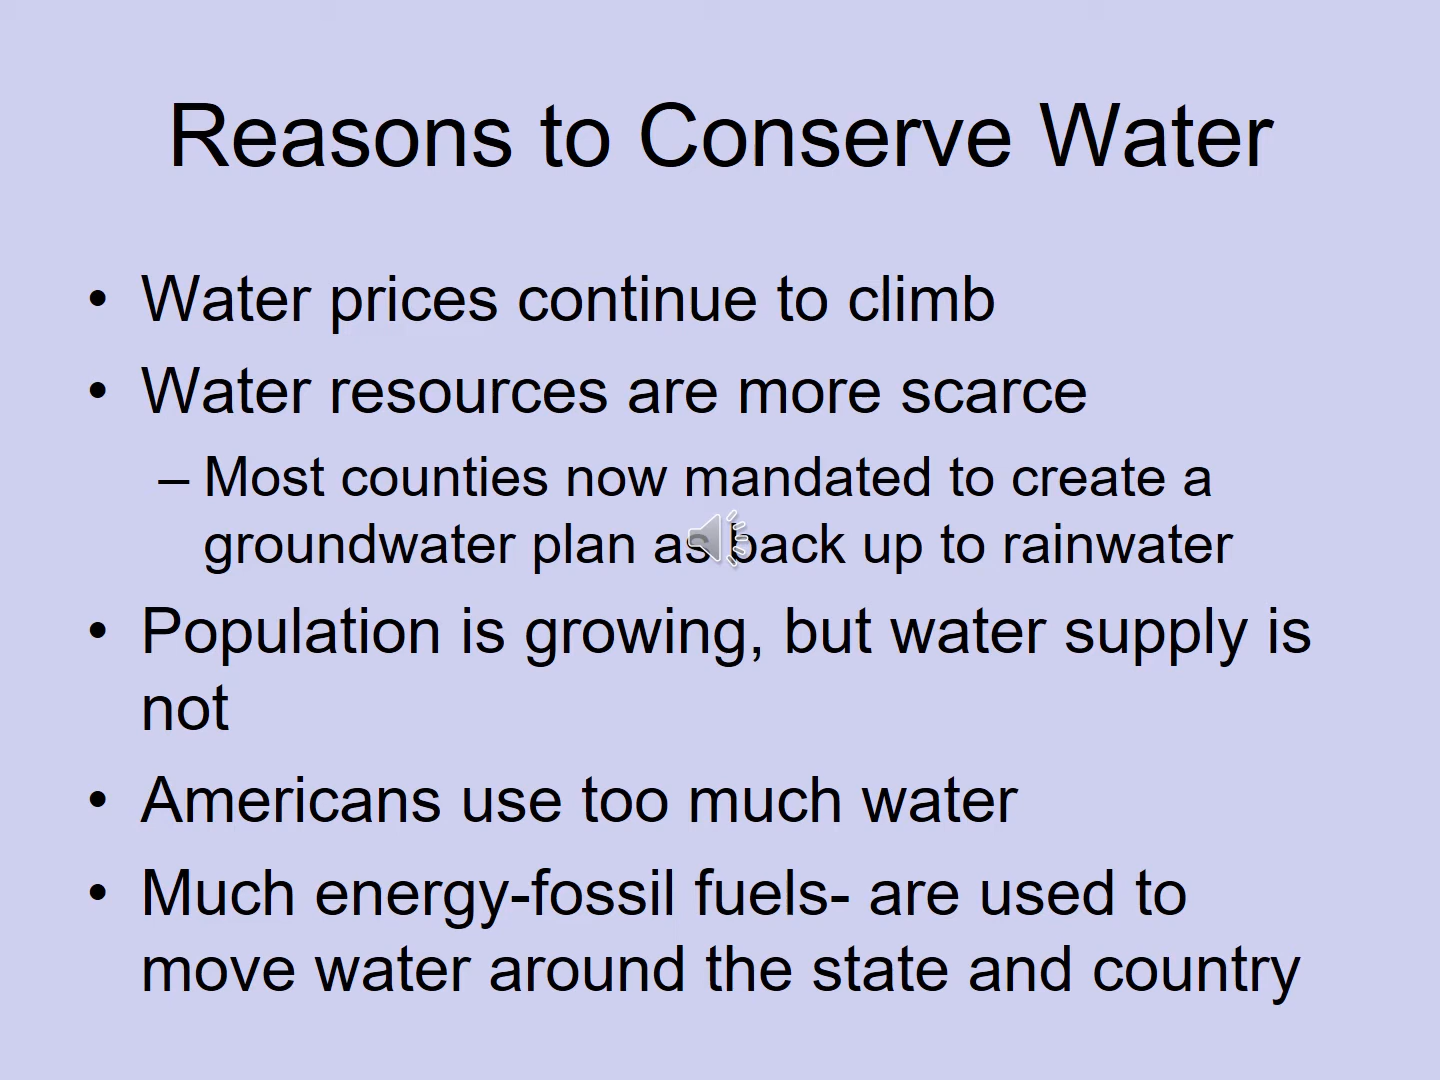 Reasons to Conserve Water
• Water prices continue to climb
• Water resources are more scarce
– Most counties now mandated to create a
groundwater plan as back up to rainwater
• Population is growing, but water supply is
not
• Americans use too much water
• Much energy-fossil fuels- are used to
move water around the state and country